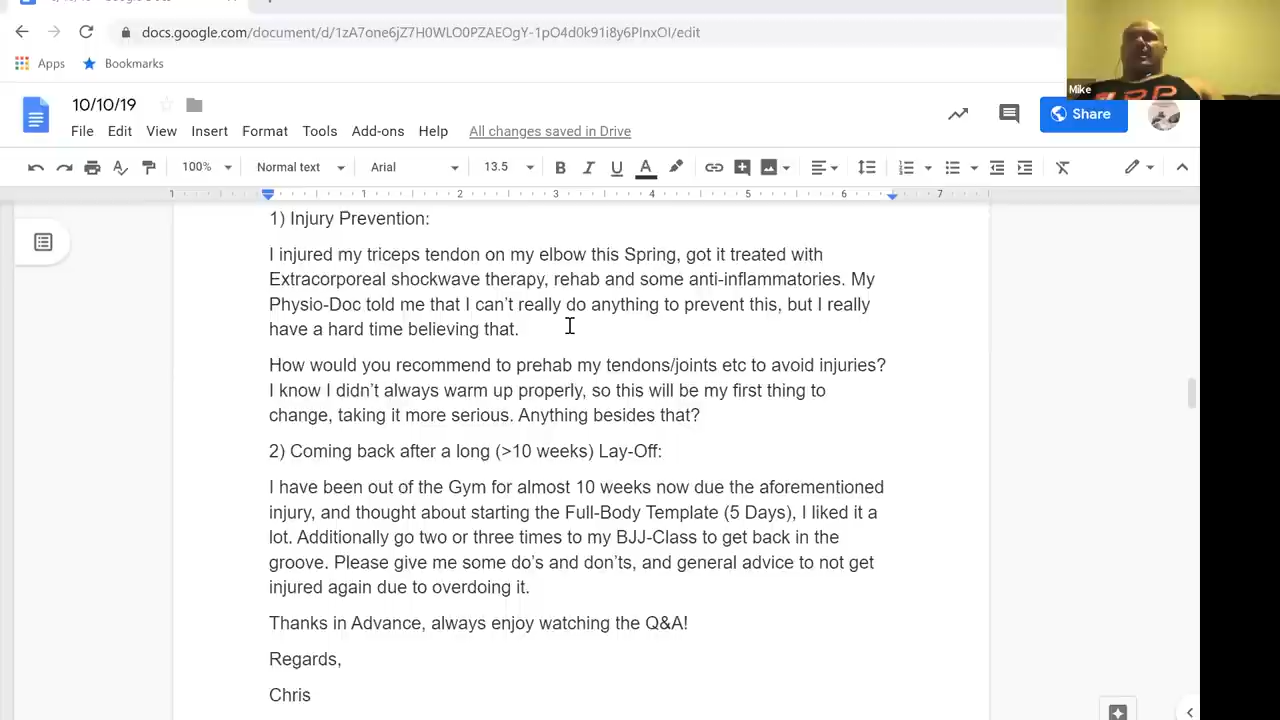 docs.google.com/document/d/1zA7one6jZ7H0WLO0PZAEOgY-1pO4d0k91i8y6PlnxOI/edit
Apps
Bookmarks
Mike
10/10/19
File Edit View Insert Format Tools Add-ons Help All changes saved in Drive
Share
100% Normal text Arial 13.5 B I U A
1 1 2 3 4 5 6 7
1) Injury Prevention:
I injured my triceps tendon on my elbow this Spring, got it treated with
Extracorporeal shockwave therapy, rehab and some anti-inflammatories. My
Physio-Doc told me that I can’t really do anything to prevent this, but I really
have a hard time believing that.
How would you recommend to prehab my tendons/joints etc to avoid injuries?
I know I didn’t always warm up properly, so this will be my first thing to
change, taking it more serious. Anything besides that?
2) Coming back after a long (>10 weeks) Lay-Off:
I have been out of the Gym for almost 10 weeks now due the aforementioned
injury, and thought about starting the Full-Body Template (5 Days), I liked it a
lot. Additionally go two or three times to my BJJ-Class to get back in the
groove. Please give me some do’s and don’ts, and general advice to not get
injured again due to overdoing it.
Thanks in Advance, always enjoy watching the Q&A!
Regards,
Chris